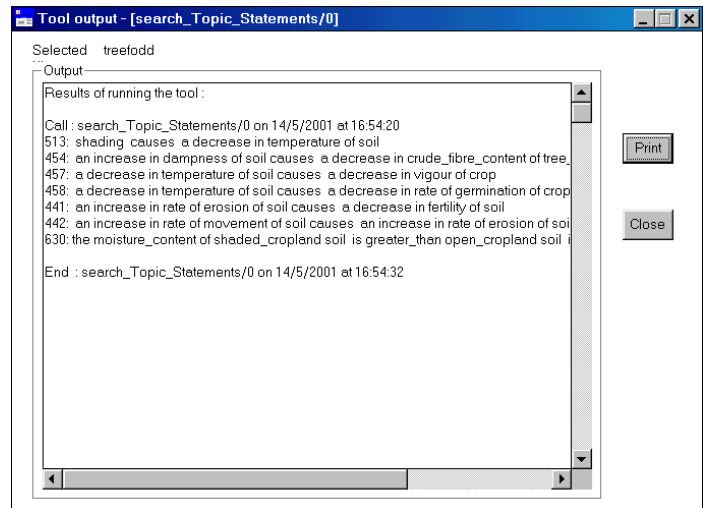 Tool output - [search_Topic_Statements/0]
Selected treefodd
Output
Results of running the tool :
Call : search_Topic_Statements/0 on 14/5/2001 at 16:54:20
513: shading causes a decrease in temperature of soil
454: an increase in dampness of soil causes a decrease in crude_fibre_content of tree_
457: a decrease in temperature of soil causes a decrease in vigour of crop
458: a decrease in temperature of soil causes a decrease in rate of germination of crop
441: an increase in rate of erosion of soil causes a decrease in fertility of soil
442: an increase in rate of movement of soil causes an increase in rate of erosion of soi
630: the moisture_content of shaded_cropland soil is greater_than open_cropland soil i
End : search_Topic_Statements/0 on 14/5/2001 at 16:54:32
Print
Close